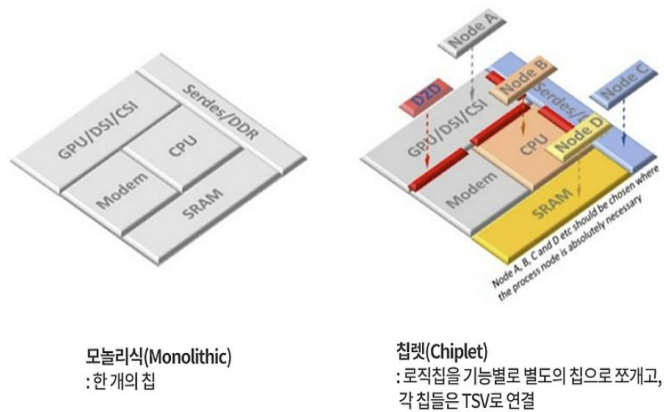 GPU/DSI/CSI
Serdes/DDR
CPU
Modem
SRAM
모놀리식(Monolithic)
: 한 개의 칩
Node A
Node B
Node C
D2D
GPU/DSI/CSI
Serdes/
Node D
CPU
Modem
SRAM
Node A, B, C and D etc should be chosen where
the process node is absolutely necessary
칩렛(Chiplet)
: 로직칩을 기능별로 별도의 칩으로 쪼개고,
각 칩들은 TSV로 연결